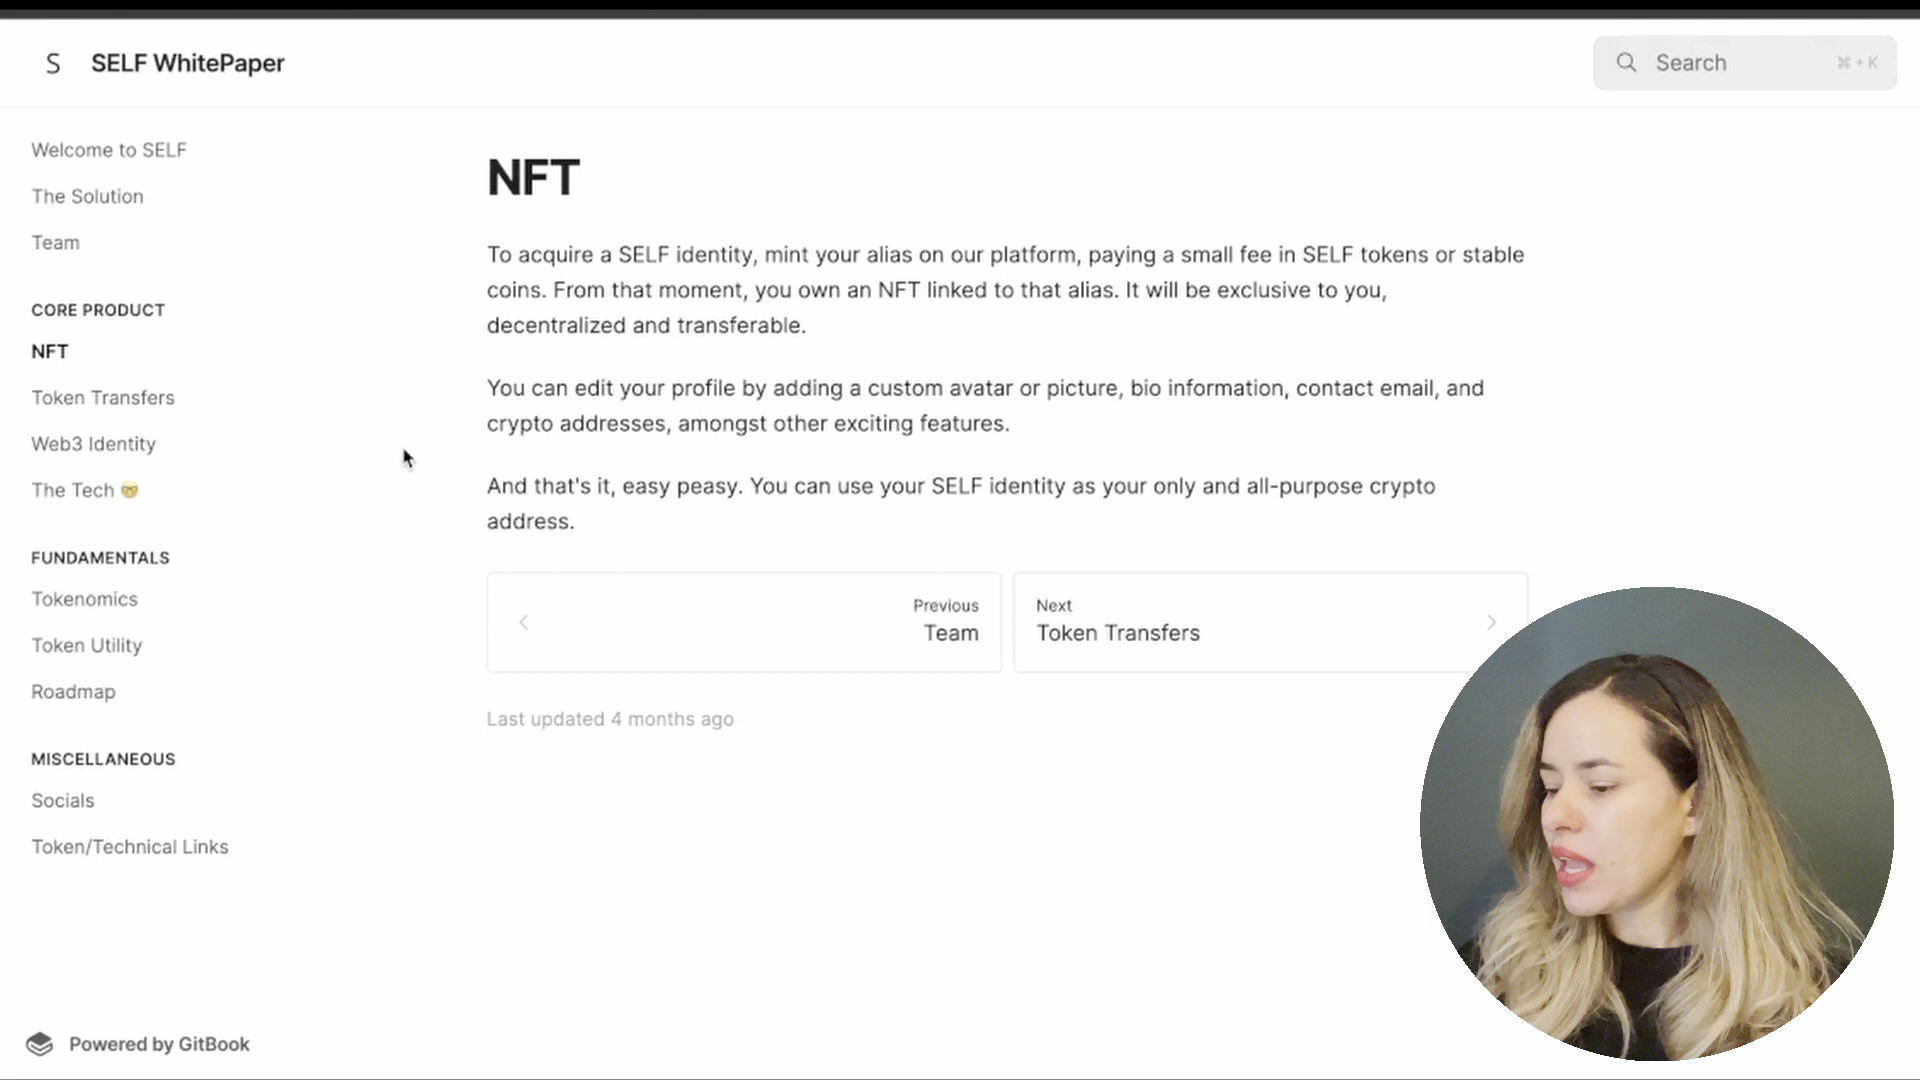 S SELF WhitePaper
Search ⌘ + K
Welcome to SELF
The Solution
Team
CORE PRODUCT
NFT
Token Transfers
Web3 Identity
The Tech 🤓
FUNDAMENTALS
Tokenomics
Token Utility
Roadmap
MISCELLANEOUS
Socials
Token/Technical Links
Powered by GitBook
NFT
To acquire a SELF identity, mint your alias on our platform, paying a small fee in SELF tokens or stable
coins. From that moment, you own an NFT linked to that alias. It will be exclusive to you,
decentralized and transferable.
You can edit your profile by adding a custom avatar or picture, bio information, contact email, and
crypto addresses, amongst other exciting features.
And that's it, easy peasy. You can use your SELF identity as your only and all-purpose crypto
address.
Previous
Team
Next
Token Transfers
Last updated 4 months ago